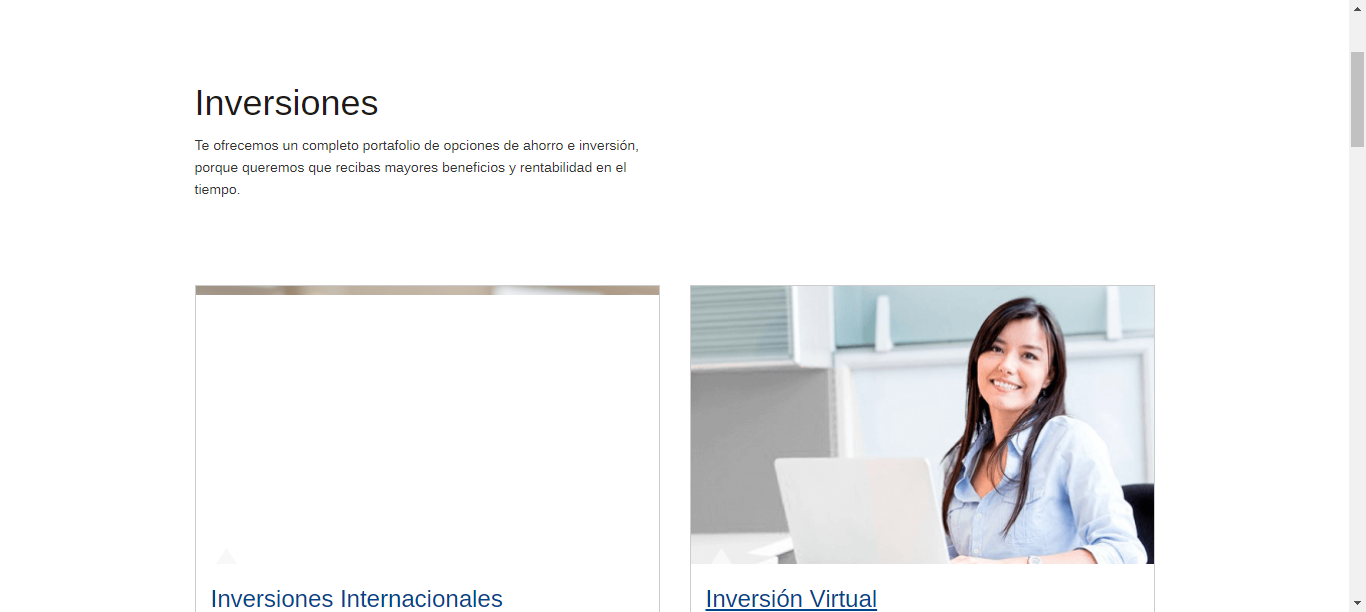 Inversiones
Te ofrecemos un completo portafolio de opciones de ahorro e inversión,
porque queremos que recibas mayores beneficios y rentabilidad en el
tiempo.
Inversiones Internacionales
Inversión Virtual